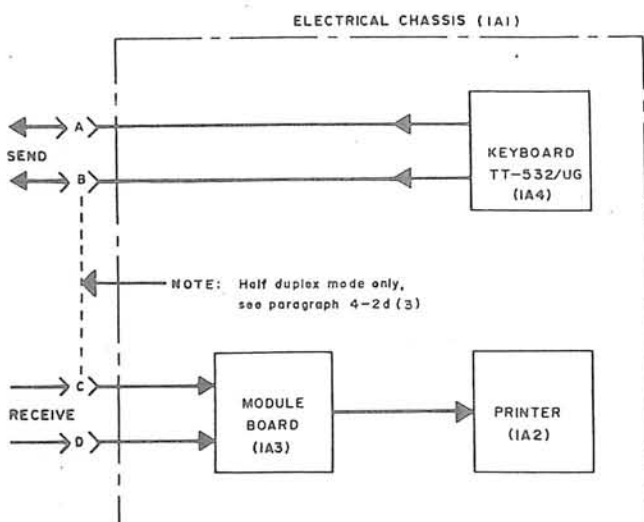 ELECTRICAL CHASSIS (1A1)
A
SEND
B
KEYBOARD
TT-532/UG
(1A4)
NOTE: Half duplex mode only,
see paragraph 4-2d (3)
C
RECEIVE
D
MODULE
BOARD
(1A3)
PRINTER
(1A2)